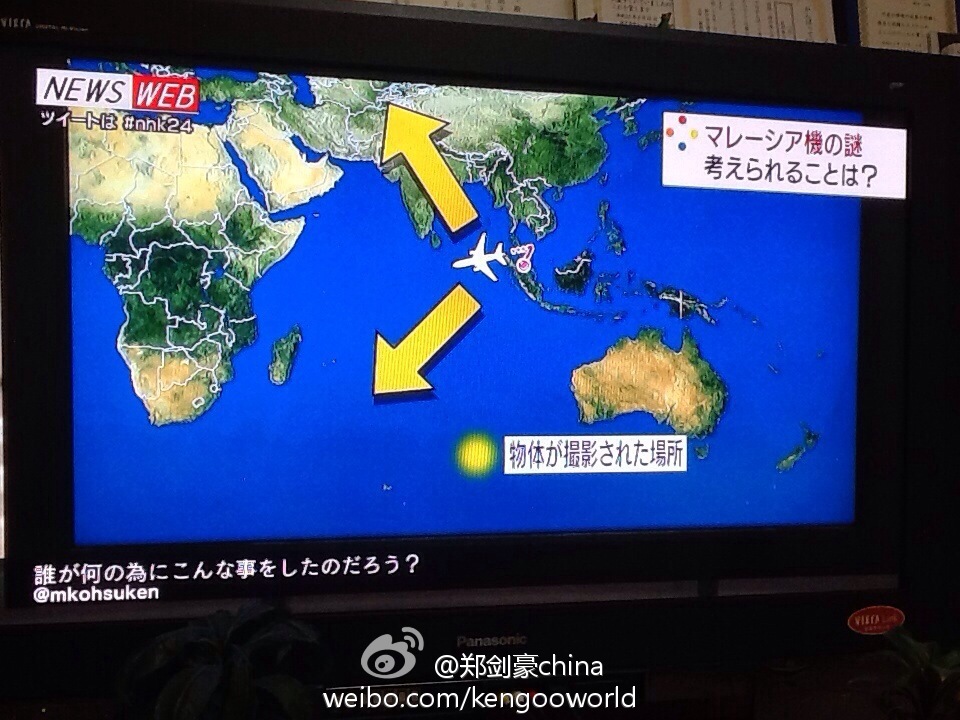 VIERA
NEWS WEB
ツイートは #nhk24
マレーシア機の謎
考えられることは？
物体が撮影された場所
誰が何の為にこんな事をしたのだろう？
@mkohsuken
Panasonic
VIERA Link
@郑剑豪china
weibo.com/kengooworld